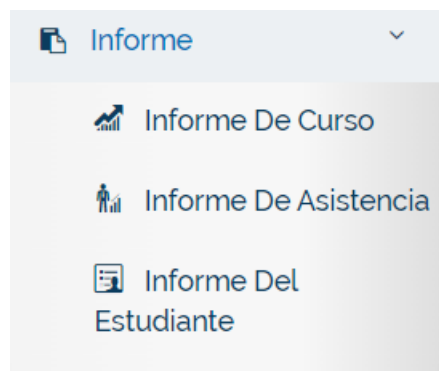 Informe
Informe De Curso
Informe De Asistencia
Informe Del
Estudiante